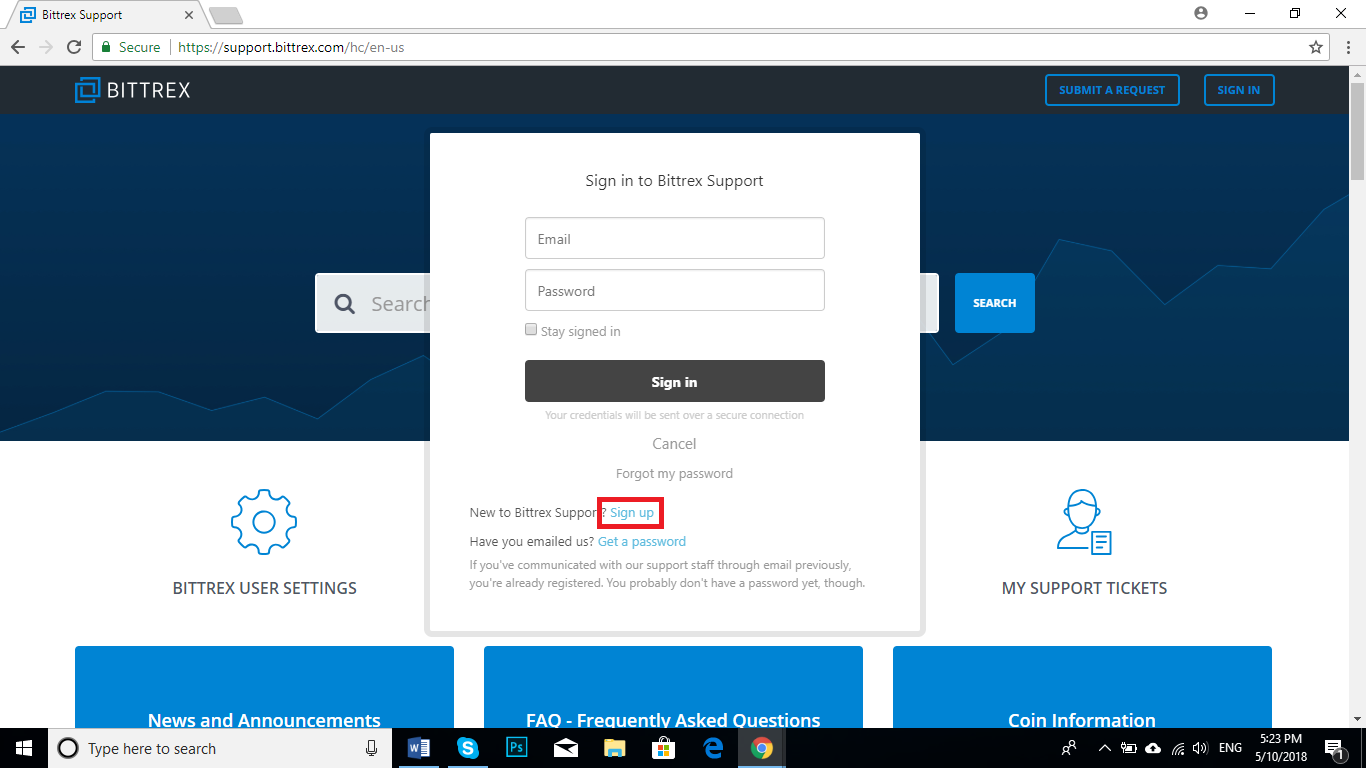 Bittrex Support
Secure
https://support.bittrex.com/hc/en-us
BITTREX
SUBMIT A REQUEST
SIGN IN
Sign in to Bittrex Support
Email
Password
Search
SEARCH
Stay signed in
Sign in
Your credentials will be sent over a secure connection
Cancel
Forgot my password
New to Bittrex Support? Sign up
Have you emailed us? Get a password
If you've communicated with our support staff through email previously,
you're already registered. You probably don't have a password yet, though.
BITTREX USER SETTINGS
MY SUPPORT TICKETS
News and Announcements
FAQ - Frequently Asked Questions
Coin Information
Type here to search
W
S
Ps
ENG
5:23 PM
5/10/2018
1